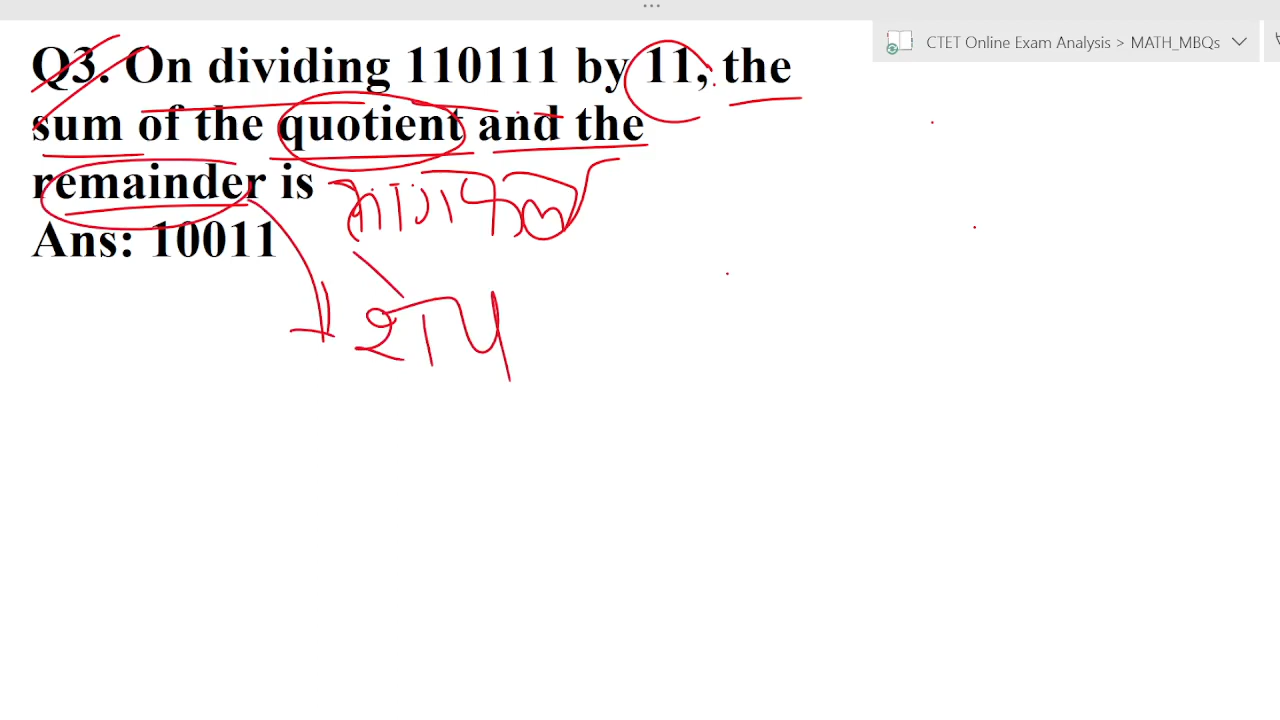 CTET Online Exam Analysis > MATH_MBQs
Q3. On dividing 110111 by 11, the
sum of the quotient and the
remainder is
भागफल
Ans: 10011
शेष